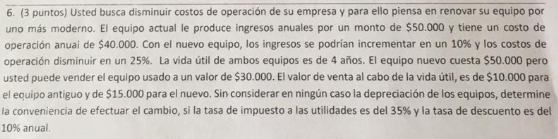 6. (3 puntos) Usted busca disminuir costos de operación de su empresa y para ello piensa en renovar su equipo por
uno más moderno. El equipo actual le produce ingresos anuales por un monto de $50.000 y tiene un costo de
operación anual de $40.000. Con el nuevo equipo, los ingresos se podrían incrementar en un 10% y los costos de
operación disminuir en un 25%. La vida útil de ambos equipos es de 4 años. El equipo nuevo cuesta $50.000 pero
usted puede vender el equipo usado a un valor de $30.000. El valor de venta al cabo de la vida útil, es de $10.000 para
el equipo antiguo y de $15.000 para el nuevo. Sin considerar en ningún caso la depreciación de los equipos, determine
la conveniencia de efectuar el cambio, si la tasa de impuesto a las utilidades es del 35% y la tasa de descuento es del
10% anual.